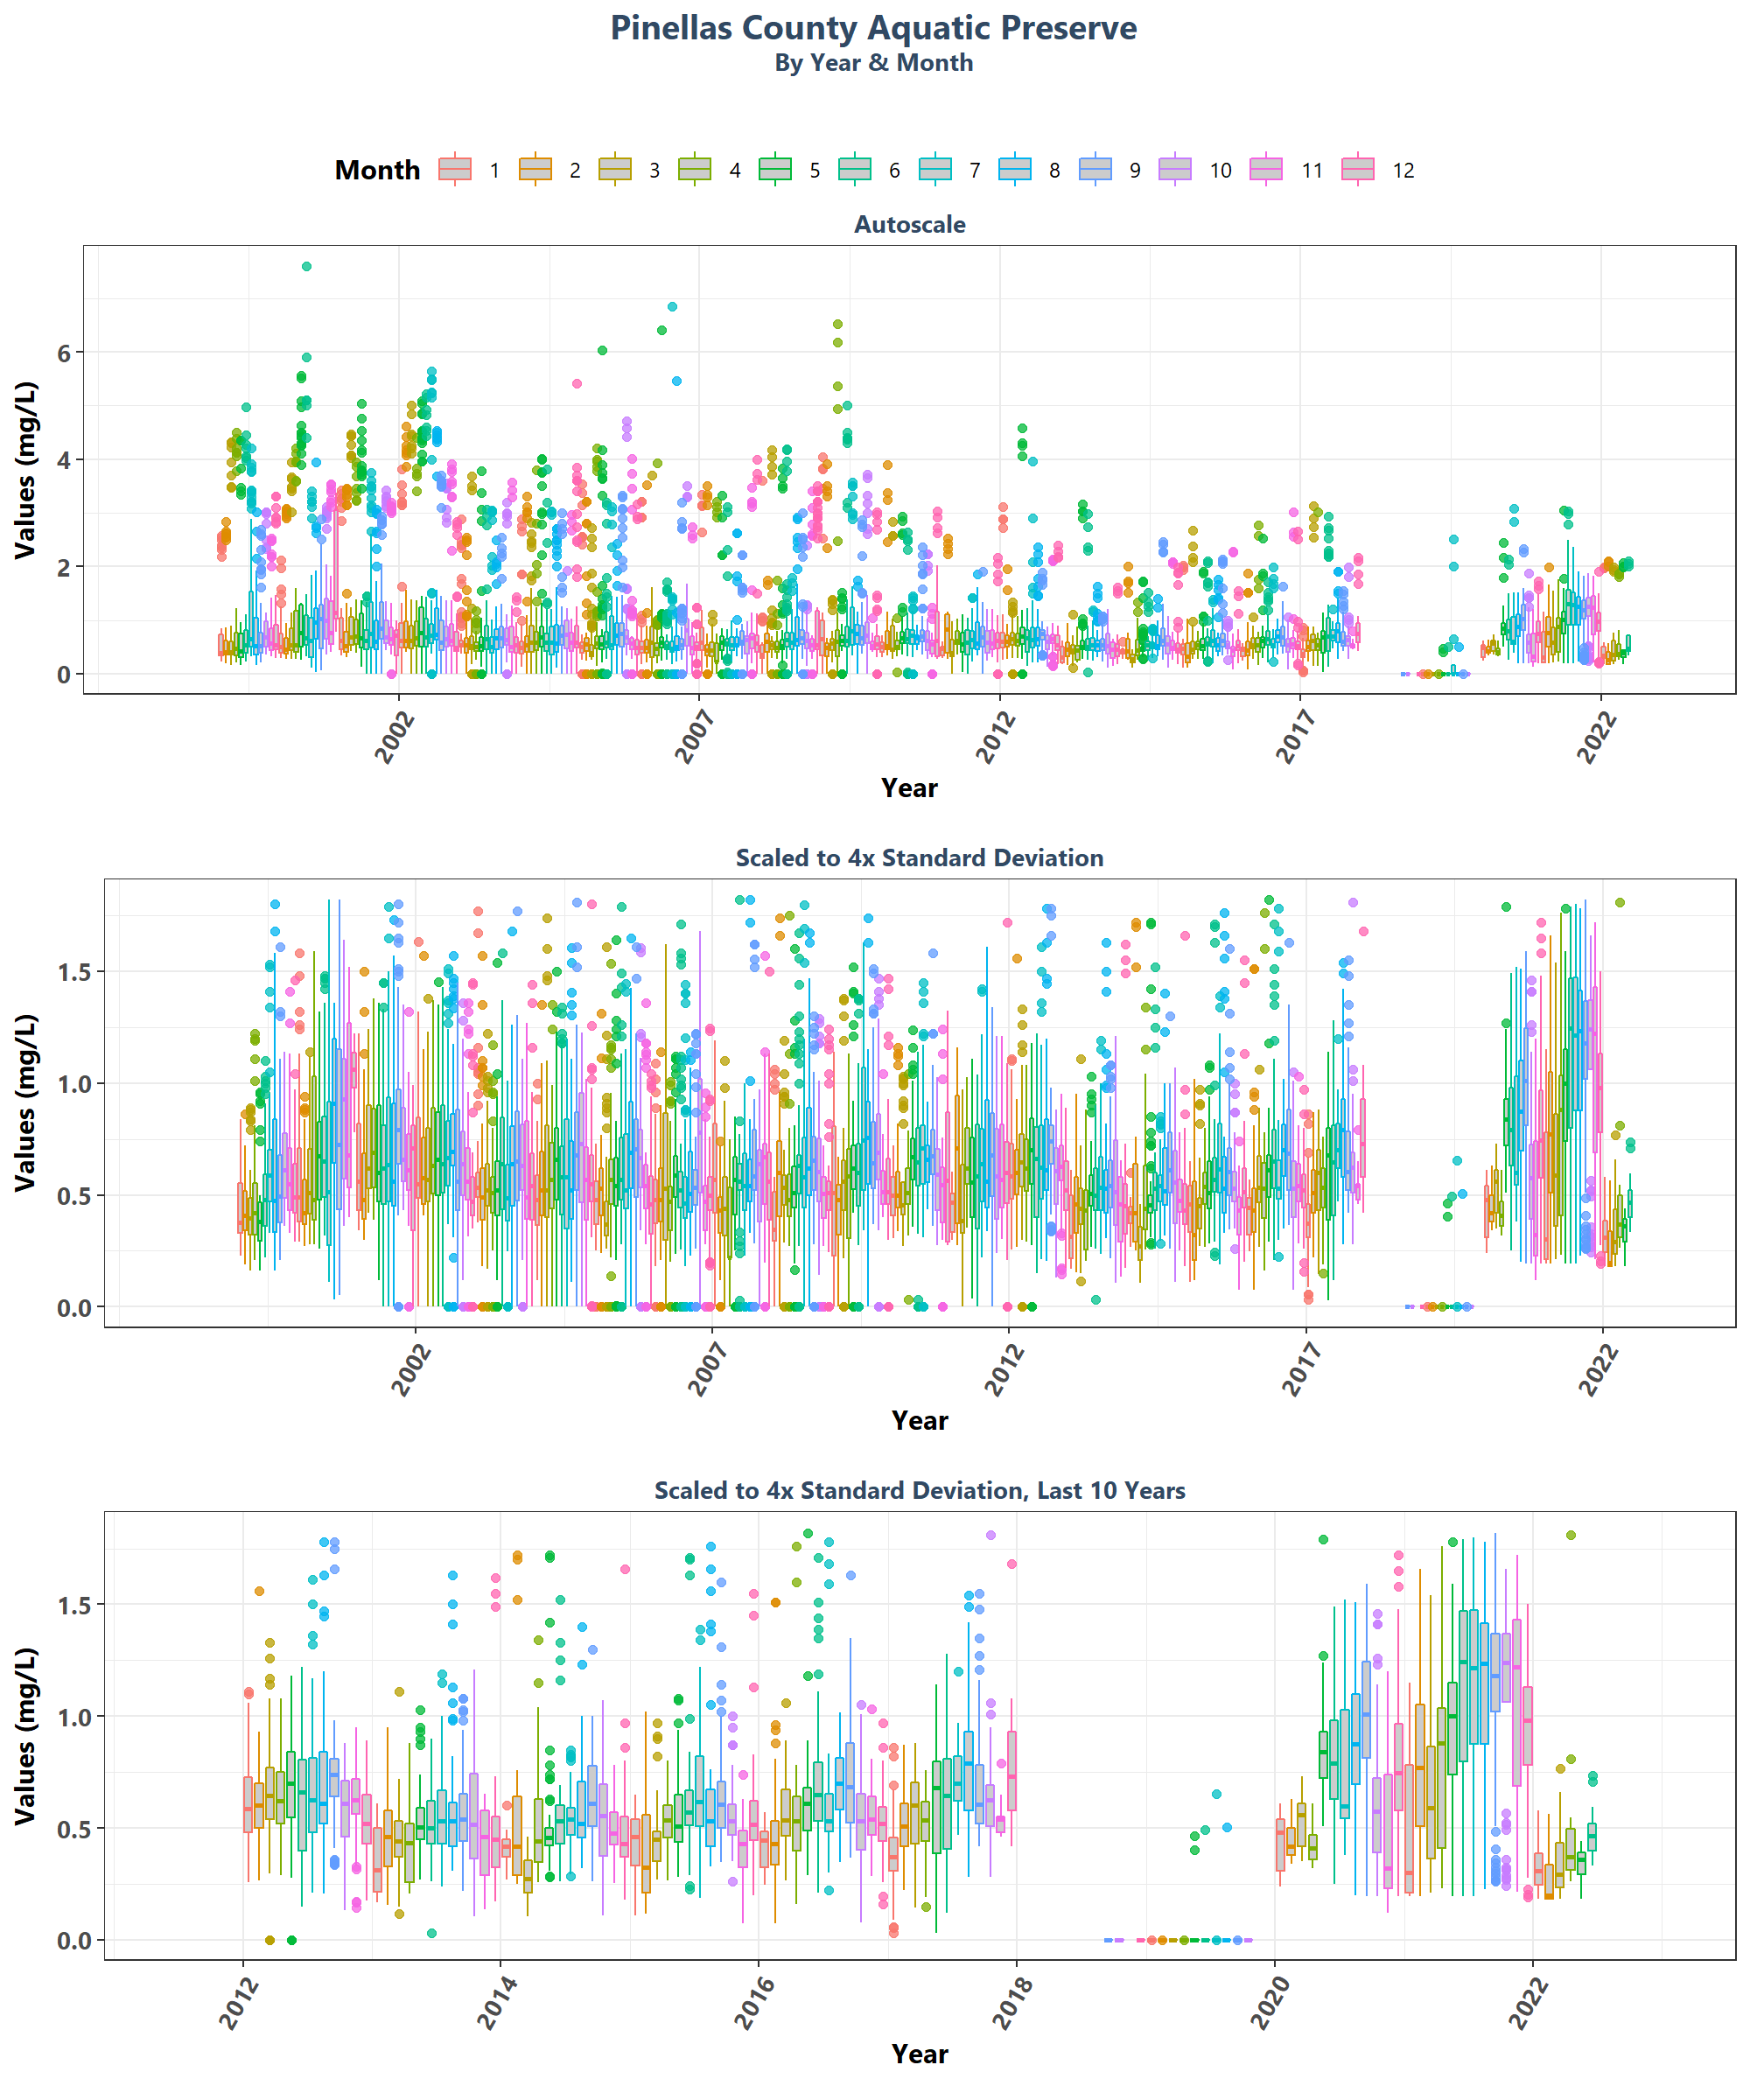 Pinellas County Aquatic Preserve
By Year & Month
Month 1 2 3 4 5 6 7 8 9 10 11 12
Autoscale
Values (mg/L)
6
4
2
0
2002 2007 2012 2017 2022
Year
Scaled to 4x Standard Deviation
Values (mg/L)
1.5
1.0
0.5
0.0
2002 2007 2012 2017 2022
Year
Scaled to 4x Standard Deviation, Last 10 Years
Values (mg/L)
1.5
1.0
0.5
0.0
2012 2014 2016 2018 2020 2022
Year